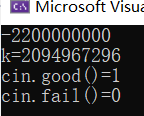 Microsoft Visua
-2200000000
k=2094967296
cin.good()=1
cin.fail()=0